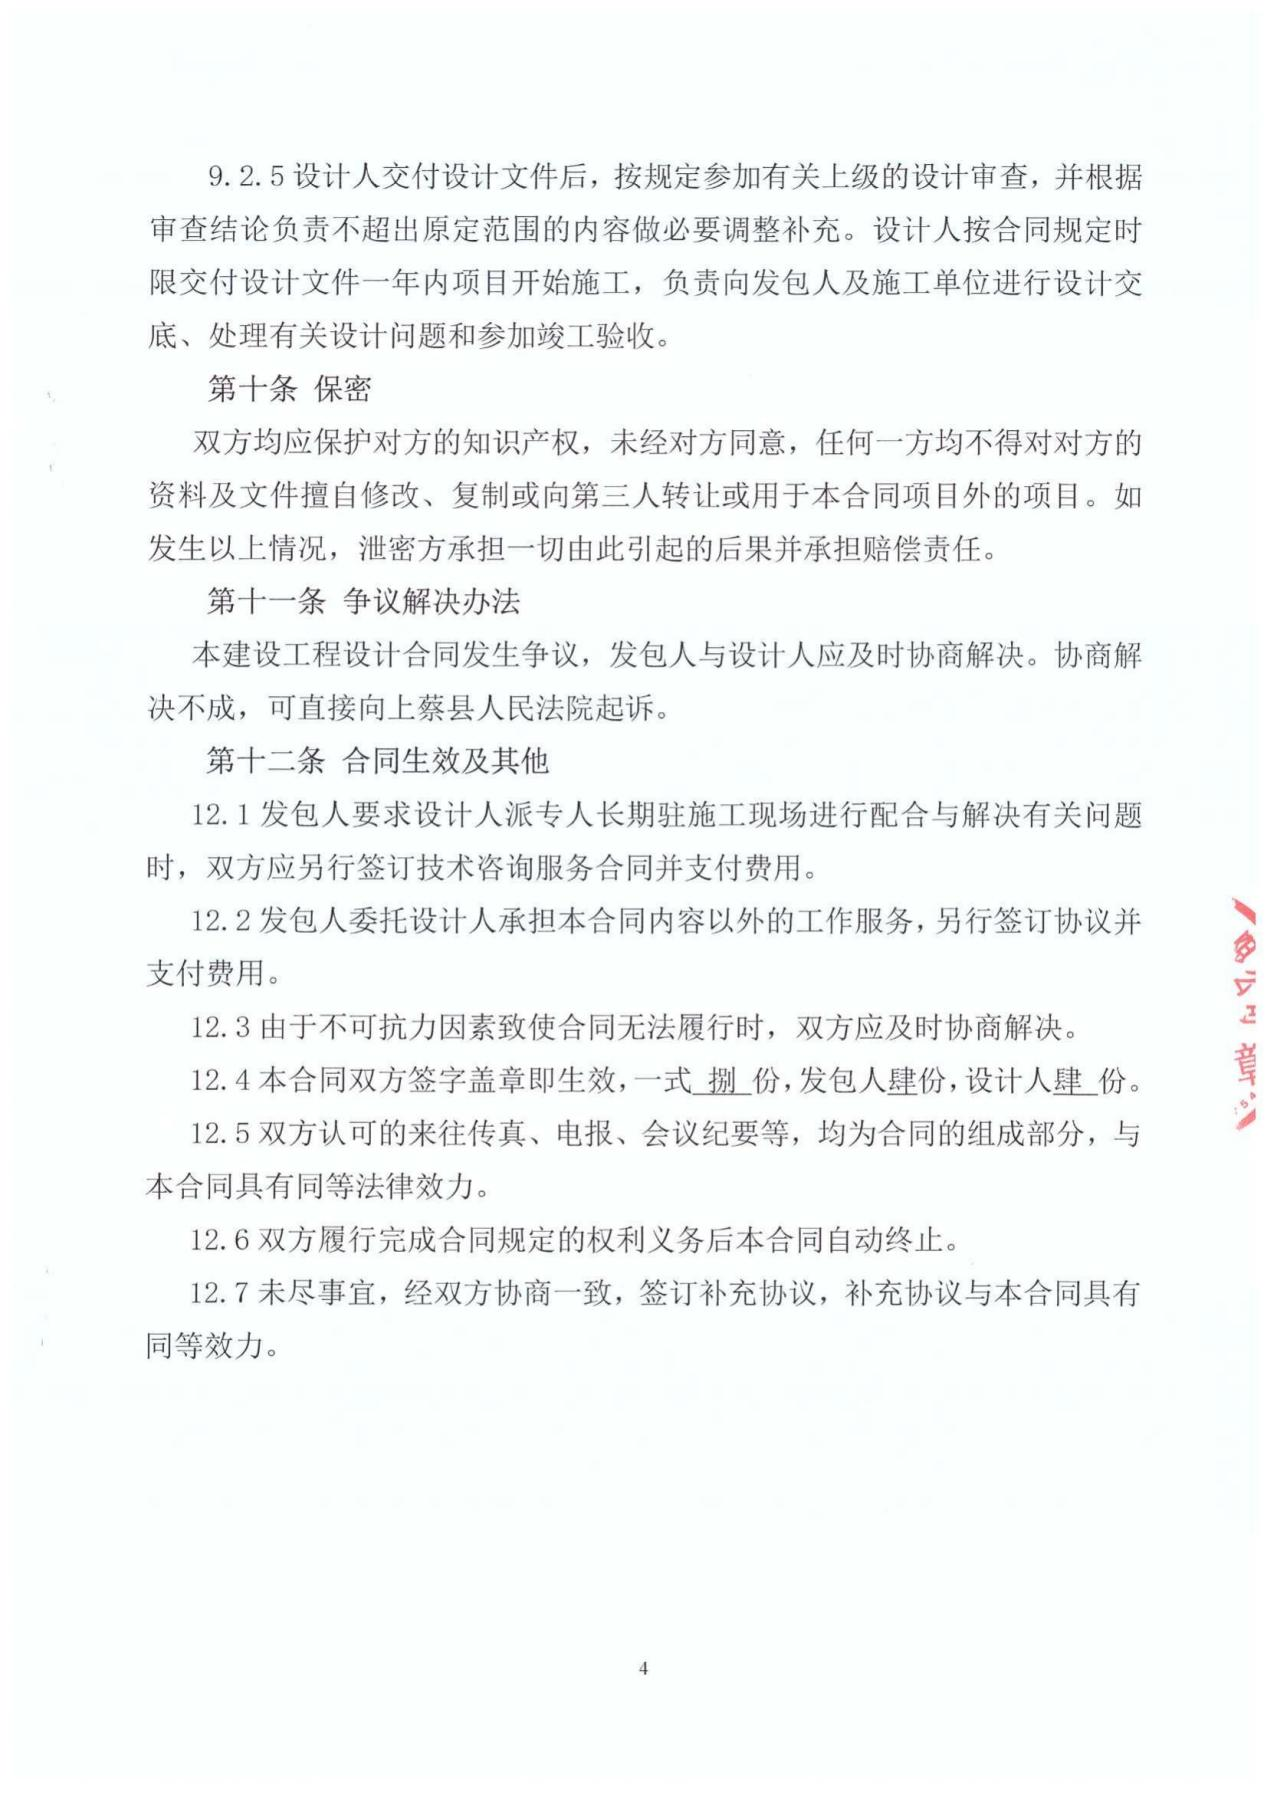 9.2.5设计人交付设计文件后，按规定参加有关上级的设计审查，并根据
审查结论负责不超出原定范围的内容做必要调整补充。设计人按合同规定时
限交付设计文件一年内项目开始施工，负责向发包人及施工单位进行设计交
底、处理有关设计问题和参加竣工验收。
第十条 保密
双方均应保护对方的知识产权，未经对方同意，任何一方均不得对对方的
资料及文件擅自修改、复制或向第三人转让或用于本合同项目外的项目。如
发生以上情况，泄密方承担一切由此引起的后果并承担赔偿责任。
第十一条 争议解决办法
本建设工程设计合同发生争议，发包人与设计人应及时协商解决。协商解
决不成，可直接向上蔡县人民法院起诉。
第十二条 合同生效及其他
12.1发包人要求设计人派专人长期驻施工现场进行配合与解决有关问题
时，双方应另行签订技术咨询服务合同并支付费用。
12.2发包人委托设计人承担本合同内容以外的工作服务，另行签订协议并
支付费用。
12.3由于不可抗力因素致使合同无法履行时，双方应及时协商解决。
12.4本合同双方签字盖章即生效，一式 捌 份，发包人肆份，设计人肆 份。
12.5双方认可的来往传真、电报、会议纪要等，均为合同的组成部分，与
本合同具有同等法律效力。
12.6双方履行完成合同规定的权利义务后本合同自动终止。
12.7未尽事宜，经双方协商一致，签订补充协议，补充协议与本合同具有
同等效力。
章
4